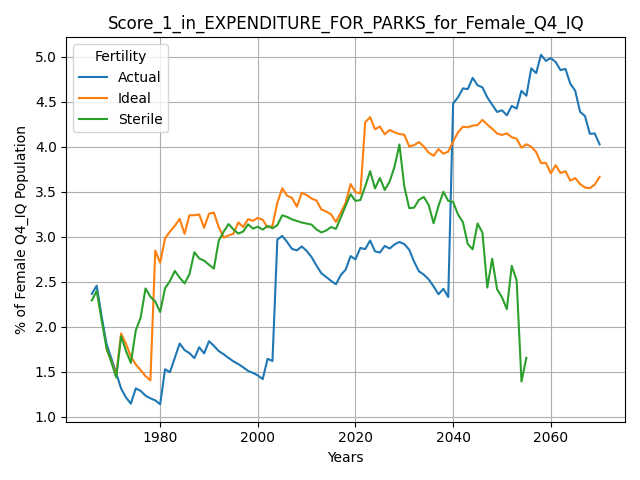 Score_1_in_EXPENDITURE_FOR_PARKS_for_Female_Q4_IQ
Fertility
Actual
Ideal
Sterile
% of Female Q4_IQ Population
5.0
4.5
4.0
3.5
3.0
2.5
2.0
1.5
1.0
1980 2000 2020 2040 2060
Years